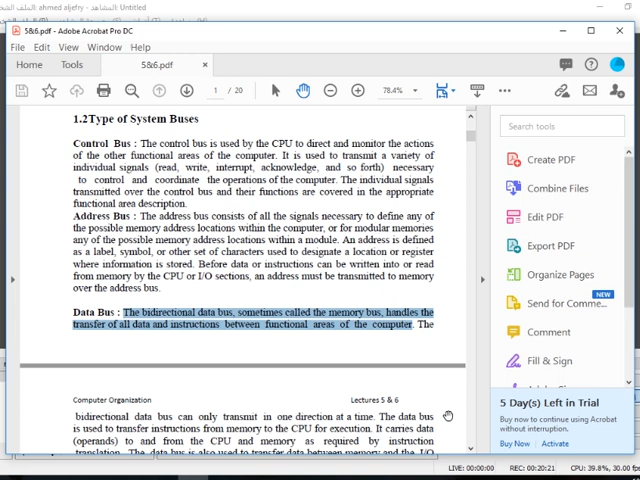 ahmed aljefry :المشاهد - Untitled
5&6.pdf - Adobe Acrobat Pro DC
File Edit View Window Help
Home Tools 5&6.pdf ×
1 / 20 78.4%
1.2Type of System Buses
Control Bus : The control bus is used by the CPU to direct and monitor the actions
of the other functional areas of the computer. It is used to transmit a variety of
individual signals (read, write, interrupt, acknowledge, and so forth) necessary
to control and coordinate the operations of the computer. The individual signals
transmitted over the control bus and their functions are covered in the appropriate
functional area description.
Address Bus : The address bus consists of all the signals necessary to define any of
the possible memory address locations within the computer, or for modular memories
any of the possible memory address locations within a module. An address is defined
as a label, symbol, or other set of characters used to designate a location or register
where information is stored. Before data or instructions can be written into or read
from memory by the CPU or I/O sections, an address must be transmitted to memory
over the address bus.
Data Bus : The bidirectional data bus, sometimes called the memory bus, handles the
transfer of all data and instructions between functional areas of the computer. The
Computer Organization Lectures 5 & 6
bidirectional data bus can only transmit in one direction at a time. The data bus
is used to transfer instructions from memory to the CPU for execution. It carries data
(operands) to and from the CPU and memory as required by instruction
translation. The data bus is also used to transfer data between memory and the I/O
Search tools
Create PDF
Combine Files
Edit PDF
Export PDF
Organize Pages
NEW
Send for Comme...
Comment
Fill & Sign
5 Day(s) Left in Trial
Buy now to continue using Acrobat
without interruption.
Buy Now Activate
LIVE: 00:00:00 REC: 00:20:21 CPU: 39.8%, 30.00 fp